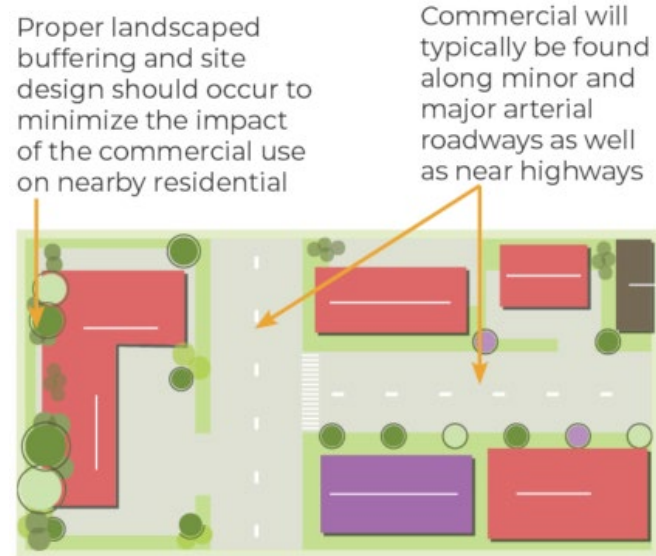 Proper landscaped
buffering and site
design should occur to
minimize the impact
of the commercial use
on nearby residential
Commercial will
typically be found
along minor and
major arterial
roadways as well
as near highways